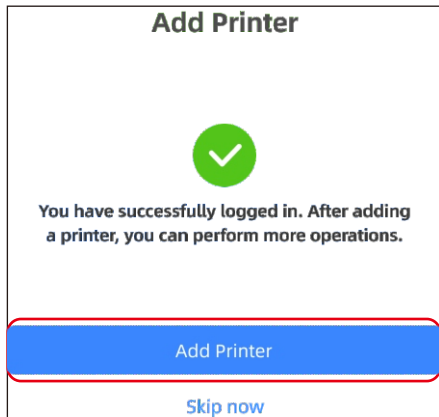 Add Printer
You have successfully logged in. After adding
a printer, you can perform more operations.
Add Printer
Skip now